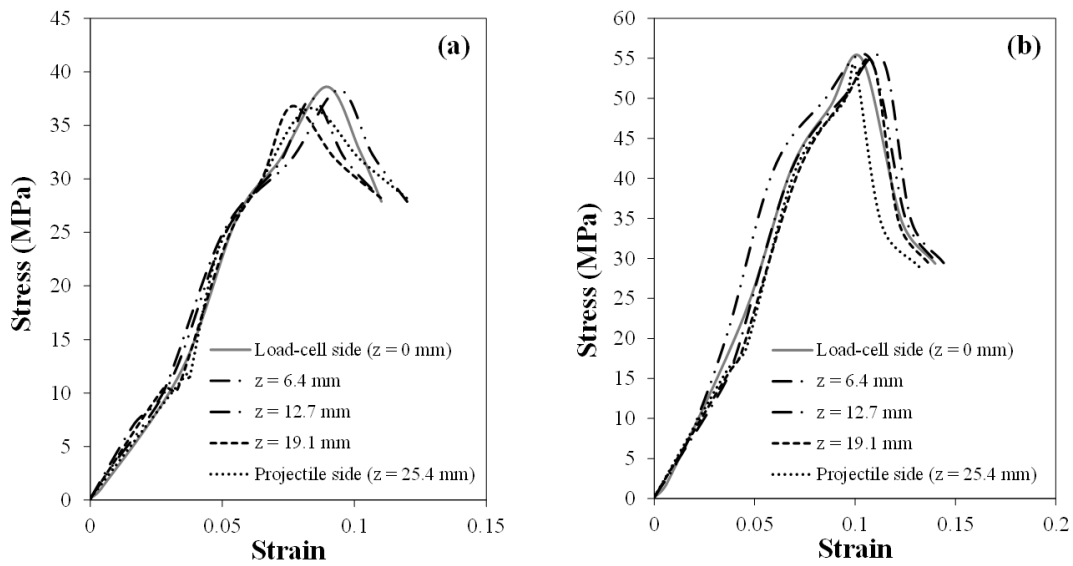 (a)
Stress (MPa)
45
40
35
30
25
20
15
10
5
0
Load-cell side (z = 0 mm)
z = 6.4 mm
z = 12.7 mm
z = 19.1 mm
Projectile side (z = 25.4 mm)
0
0.05
0.1
0.15
Strain
(b)
Stress (MPa)
60
55
50
45
40
35
30
25
20
15
10
5
0
Load-cell side (z = 0 mm)
z = 6.4 mm
z = 12.7 mm
z = 19.1 mm
Projectile side (z = 25.4 mm)
0
0.05
0.1
0.15
0.2
Strain